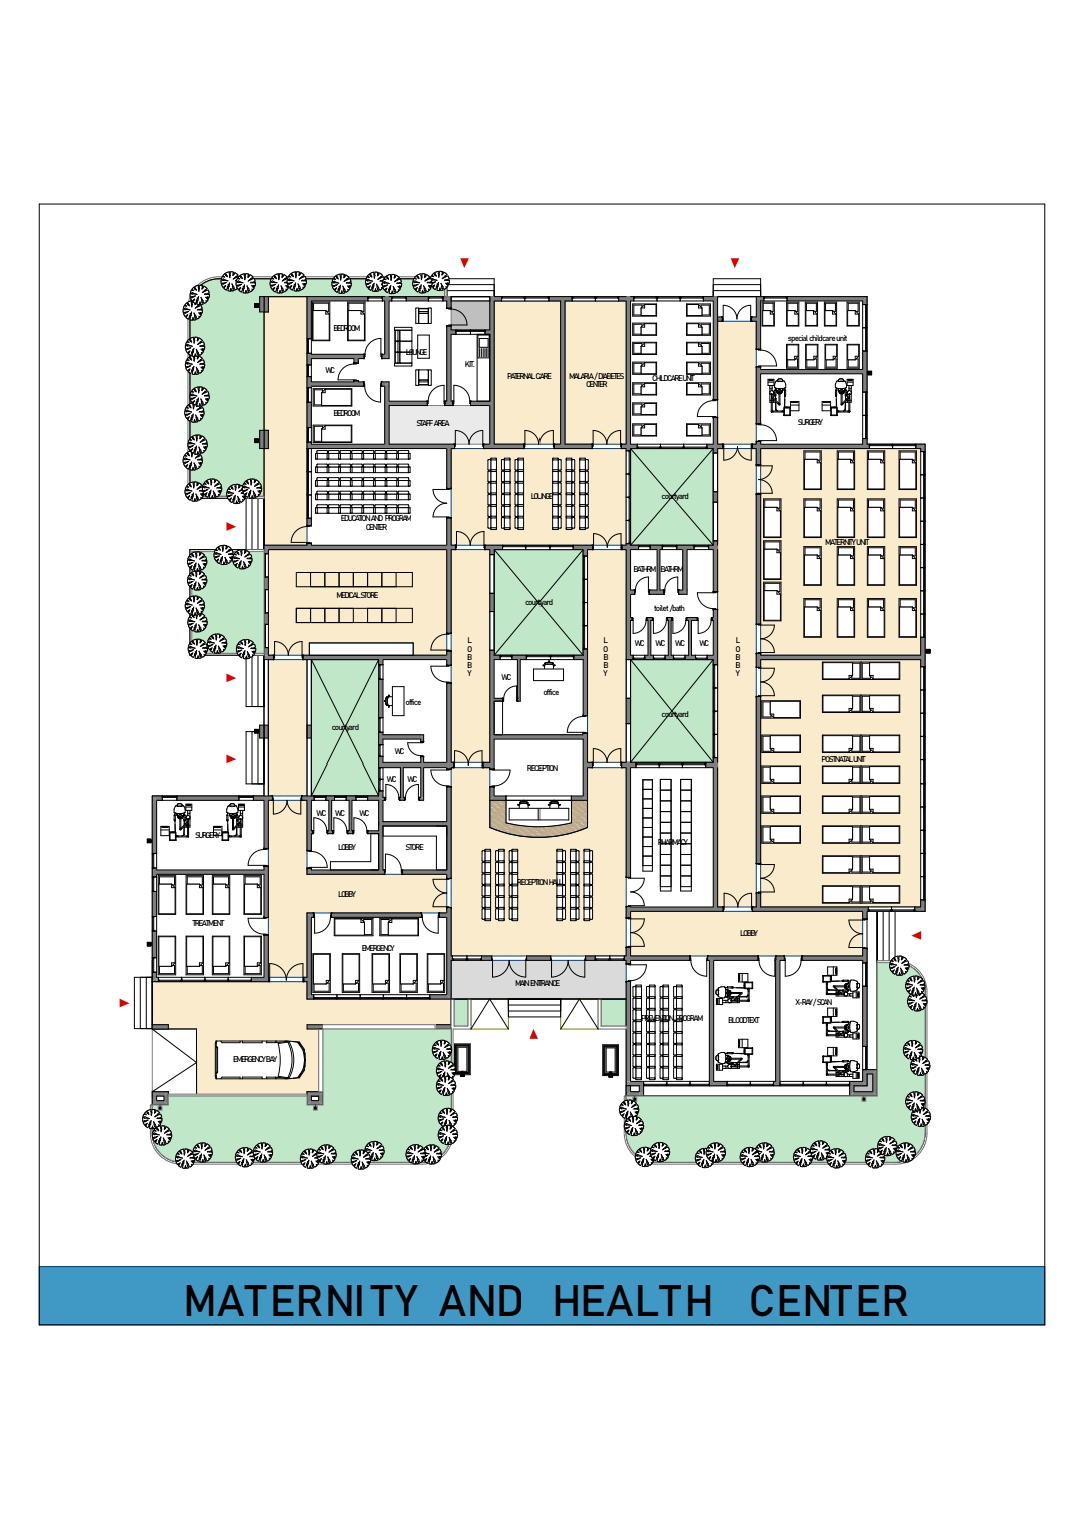 BEDROOM
LOUNGE
special childcare unit
WC
KIT.
PATERNAL CARE
MALARIA / DIABETES
CENTER
CHILDCARE UNIT
BEDROOM
STAFF AREA
SURGERY
LOUNGE
courtyard
EDUCATION AND PROGRAM
CENTER
MATERNITY UNIT
BATHRM
BATHRM
MEDICAL STORE
courtyard
toilet /bath
WC
WC
WC
WC
LOBBY
LOBBY
LOBBY
WC
office
office
courtyard
courtyard
WC
RECEPTION
POSTNATAL UNIT
WC
WC
WC
WC
WC
SURGERY
LOBBY
STORE
PHARMACY
RECEPTION HALL
LOBBY
TREATMENT
LOBBY
EMERGENCY
MAIN ENTRANCE
X-RAY / SCAN
PREVENTION PROGRAM
BLOODTEXT
EMERGENCY BAY
MATERNITY AND HEALTH CENTER